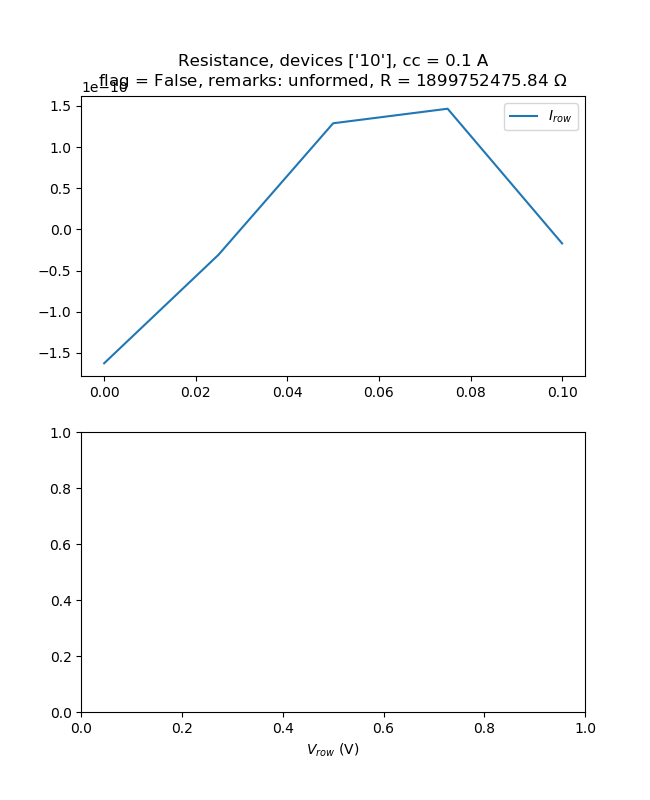 Resistance, devices ['10'], cc = 0.1 A
flag = False, remarks: unformed, R = 1899752475.84 Ω
1e−10
I_row
1.5
1.0
0.5
0.0
−0.5
−1.0
−1.5
0.00 0.02 0.04 0.06 0.08 0.10
1.0
0.8
0.6
0.4
0.2
0.0
0.0 0.2 0.4 0.6 0.8 1.0
V_row (V)